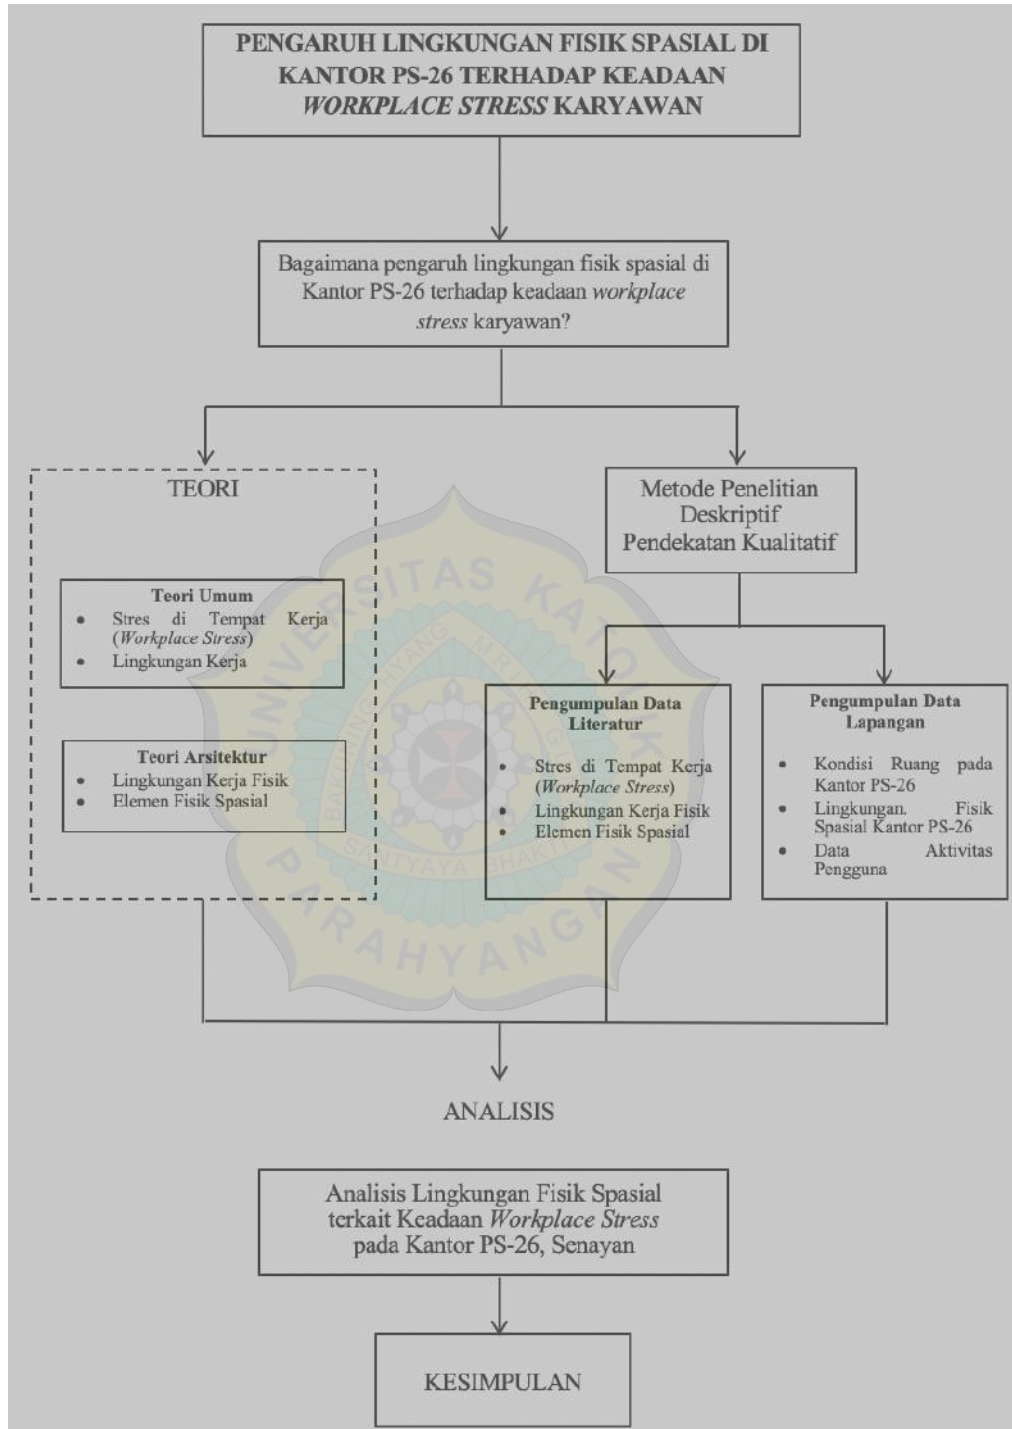 PENGARUH LINGKUNGAN FISIK SPASIAL DI
KANTOR PS-26 TERHADAP KEADAAN
WORKPLACE STRESS KARYAWAN
Bagaimana pengaruh lingkungan fisik spasial di
Kantor PS-26 terhadap keadaan workplace
stress karyawan?
TEORI
Teori Umum
• Stres di Tempat Kerja
(Workplace Stress)
• Lingkungan Kerja
Teori Arsitektur
• Lingkungan Kerja Fisik
• Elemen Fisik Spasial
Metode Penelitian
Deskriptif
Pendekatan Kualitatif
Pengumpulan Data
Literatur
• Stres di Tempat Kerja
(Workplace Stress)
• Lingkungan Kerja Fisik
• Elemen Fisik Spasial
Pengumpulan Data
Lapangan
• Kondisi Ruang pada
Kantor PS-26
• Lingkungan. Fisik
Spasial Kantor PS-26
• Data Aktivitas
Pengguna
ANALISIS
Analisis Lingkungan Fisik Spasial
terkait Keadaan Workplace Stress
pada Kantor PS-26, Senayan
KESIMPULAN
UNIVERSITAS KATOLIK
PARAHYANGAN
SANTYAYA BHAKTI